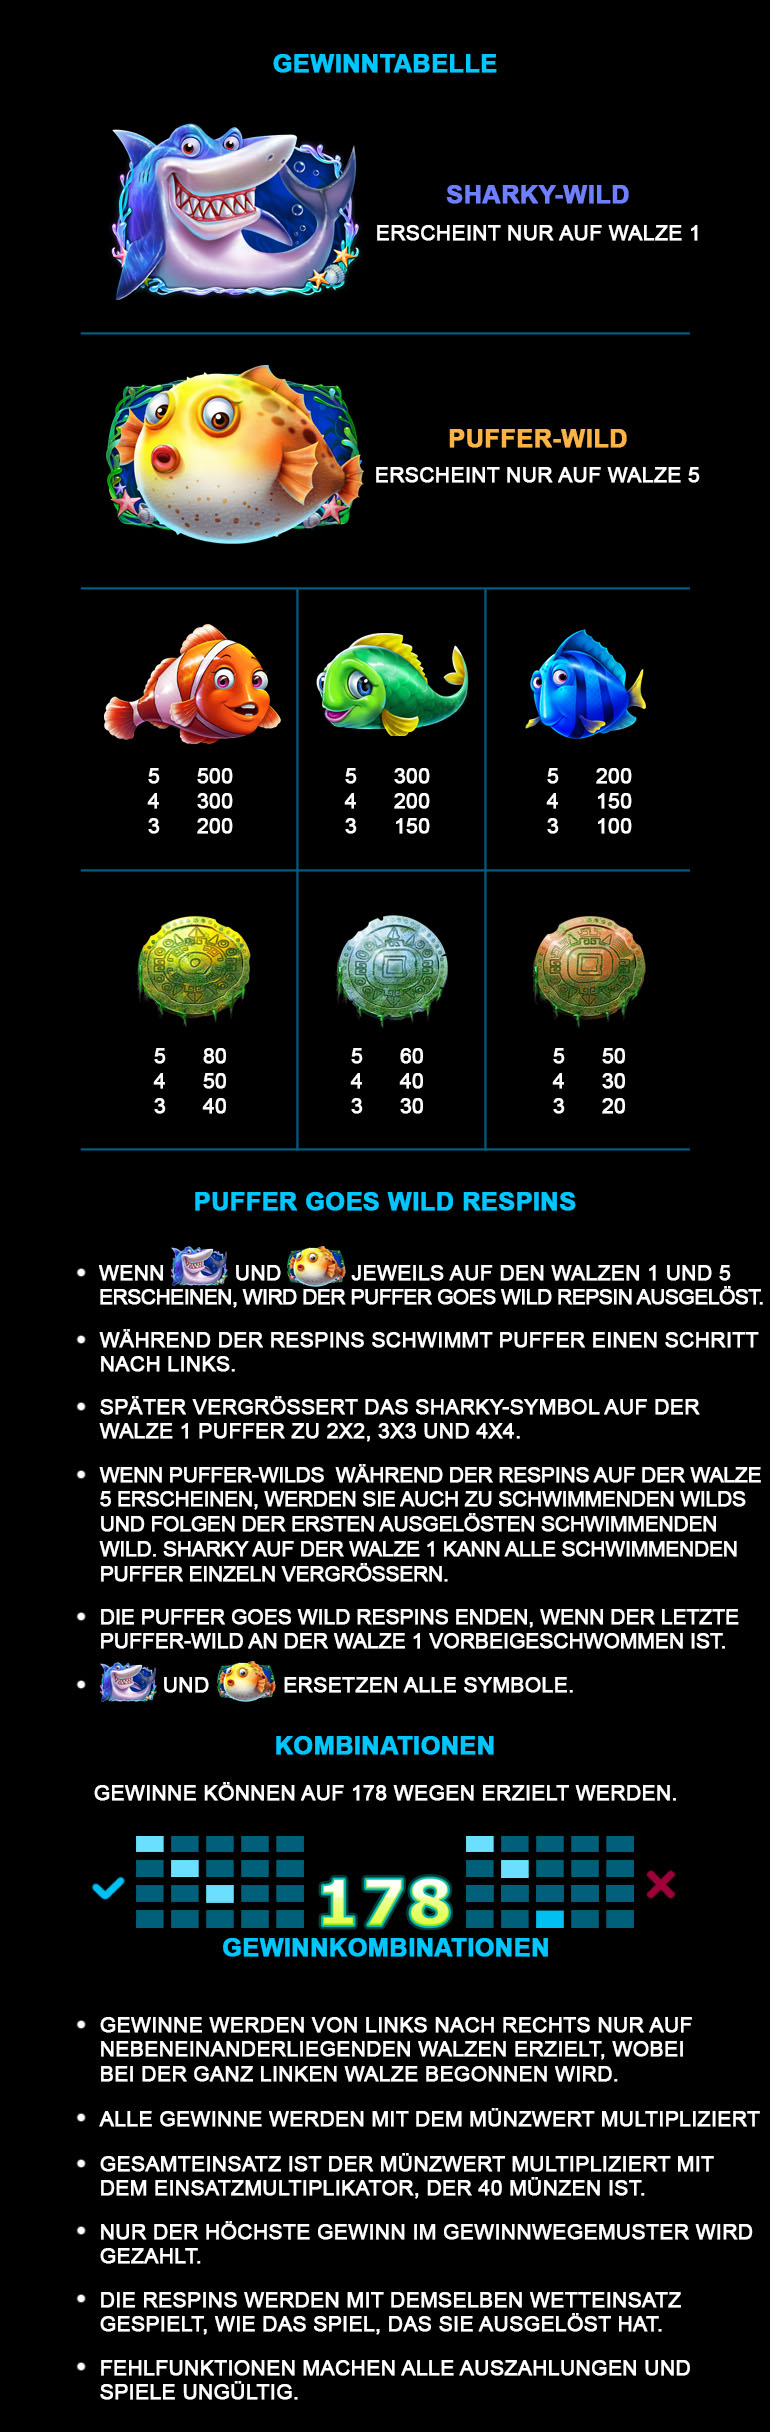 GEWINNTABELLE
SHARKY-WILD
ERSCHEINT NUR AUF WALZE 1
PUFFER-WILD
ERSCHEINT NUR AUF WALZE 5
5 500
4 300
3 200
5 300
4 200
3 150
5 200
4 150
3 100
5 80
4 50
3 40
5 60
4 40
3 30
5 50
4 30
3 20
PUFFER GOES WILD RESPINS
• WENN UND JEWEILS AUF DEN WALZEN 1 UND 5
ERSCHEINEN, WIRD DER PUFFER GOES WILD REPSIN AUSGELÖST.
• WÄHREND DER RESPINS SCHWIMMT PUFFER EINEN SCHRITT
NACH LINKS.
• SPÄTER VERGRÖSSERT DAS SHARKY-SYMBOL AUF DER
WALZE 1 PUFFER ZU 2X2, 3X3 UND 4X4.
• WENN PUFFER-WILDS WÄHREND DER RESPINS AUF DER WALZE
5 ERSCHEINEN, WERDEN SIE AUCH ZU SCHWIMMENDEN WILDS
UND FOLGEN DER ERSTEN AUSGELÖSTEN SCHWIMMENDEN
WILD. SHARKY AUF DER WALZE 1 KANN ALLE SCHWIMMENDEN
PUFFER EINZELN VERGRÖSSERN.
• DIE PUFFER GOES WILD RESPINS ENDEN, WENN DER LETZTE
PUFFER-WILD AN DER WALZE 1 VORBEIGESCHWOMMEN IST.
• UND ERSETZEN ALLE SYMBOLE.
KOMBINATIONEN
GEWINNE KÖNNEN AUF 178 WEGEN ERZIELT WERDEN.
178
GEWINNKOMBINATIONEN
• GEWINNE WERDEN VON LINKS NACH RECHTS NUR AUF
NEBENEINANDERLIEGENDEN WALZEN ERZIELT, WOBEI
BEI DER GANZ LINKEN WALZE BEGONNEN WIRD.
• ALLE GEWINNE WERDEN MIT DEM MÜNZWERT MULTIPLIZIERT
• GESAMTEINSATZ IST DER MÜNZWERT MULTIPLIZIERT MIT
DEM EINSATZMULTIPLIKATOR, DER 40 MÜNZEN IST.
• NUR DER HÖCHSTE GEWINN IM GEWINNWEGEMUSTER WIRD
GEZAHLT.
• DIE RESPINS WERDEN MIT DEMSELBEN WETTEINSATZ
GESPIELT, WIE DAS SPIEL, DAS SIE AUSGELÖST HAT.
• FEHLFUNKTIONEN MACHEN ALLE AUSZAHLUNGEN UND
SPIELE UNGÜLTIG.